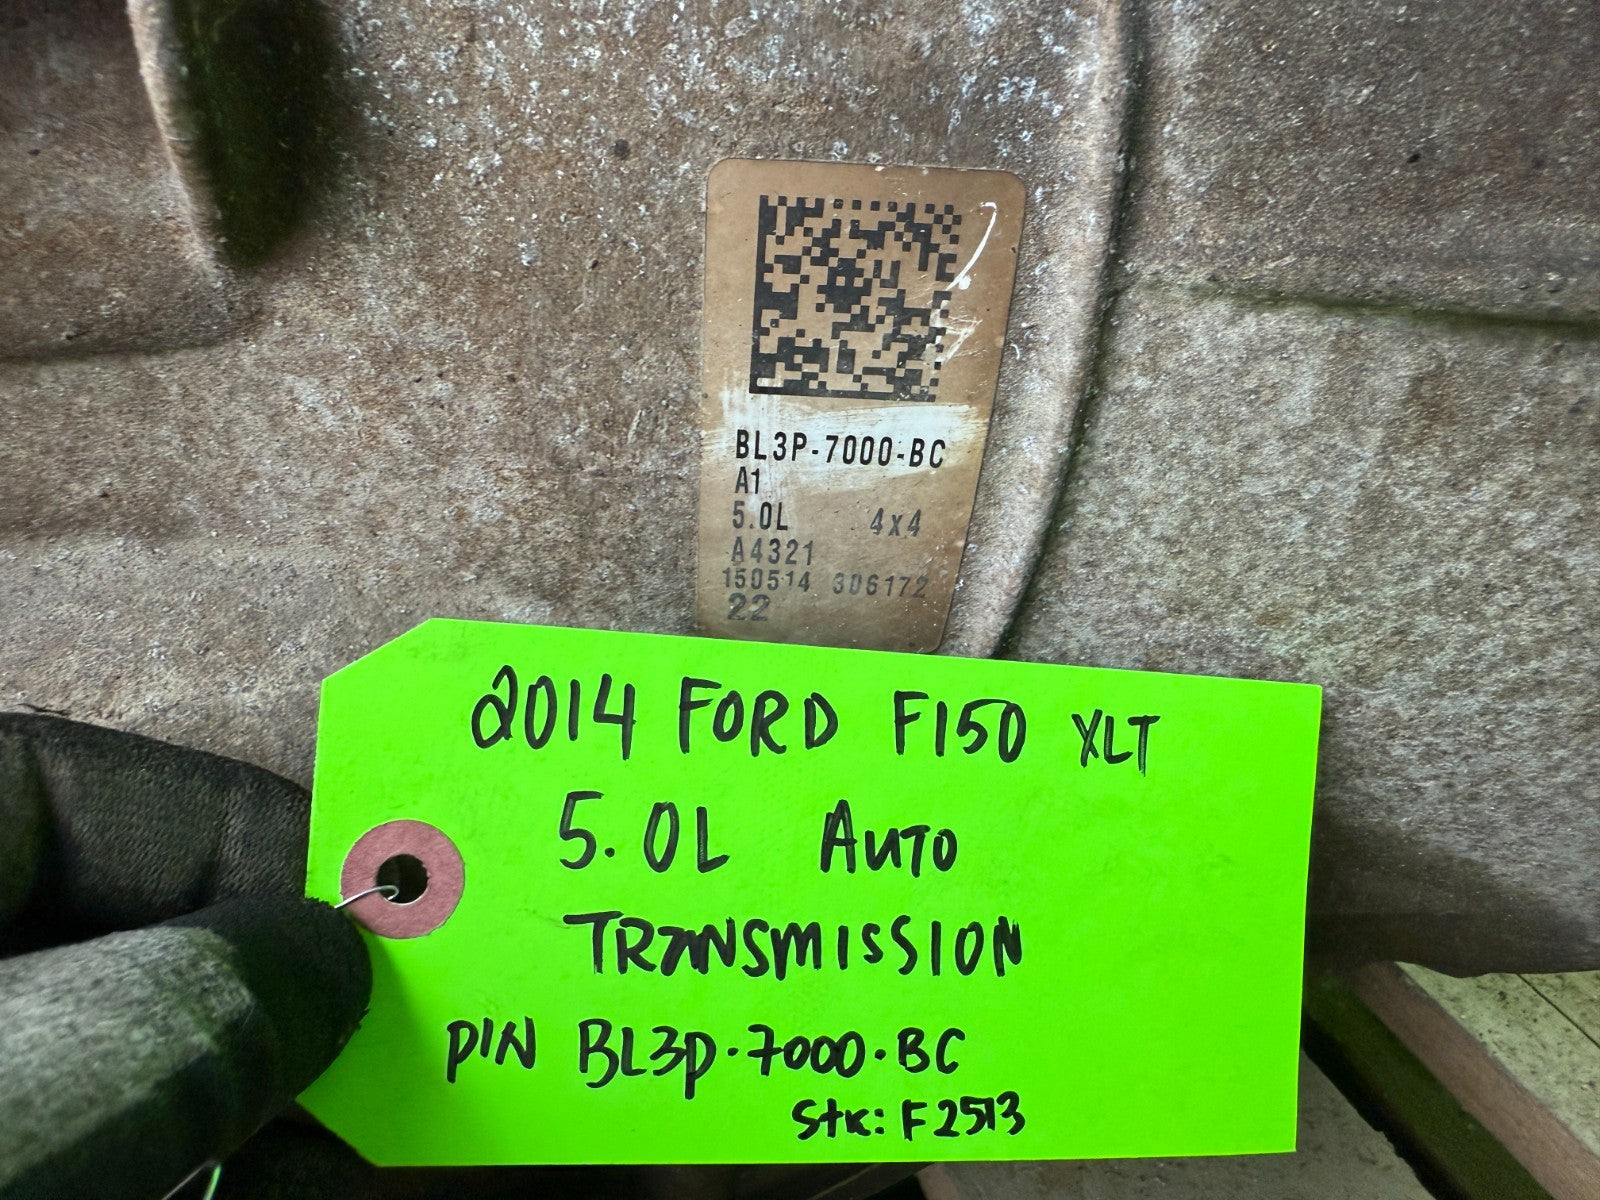 BL3P-7000-BC
A1
5.0L 4x4
A4321
150514 306172
22
2014 FORD F150 XLT
5.0L AUTO
TRANSMISSION
PIN BL3P-7000-BC
Stk: F2513